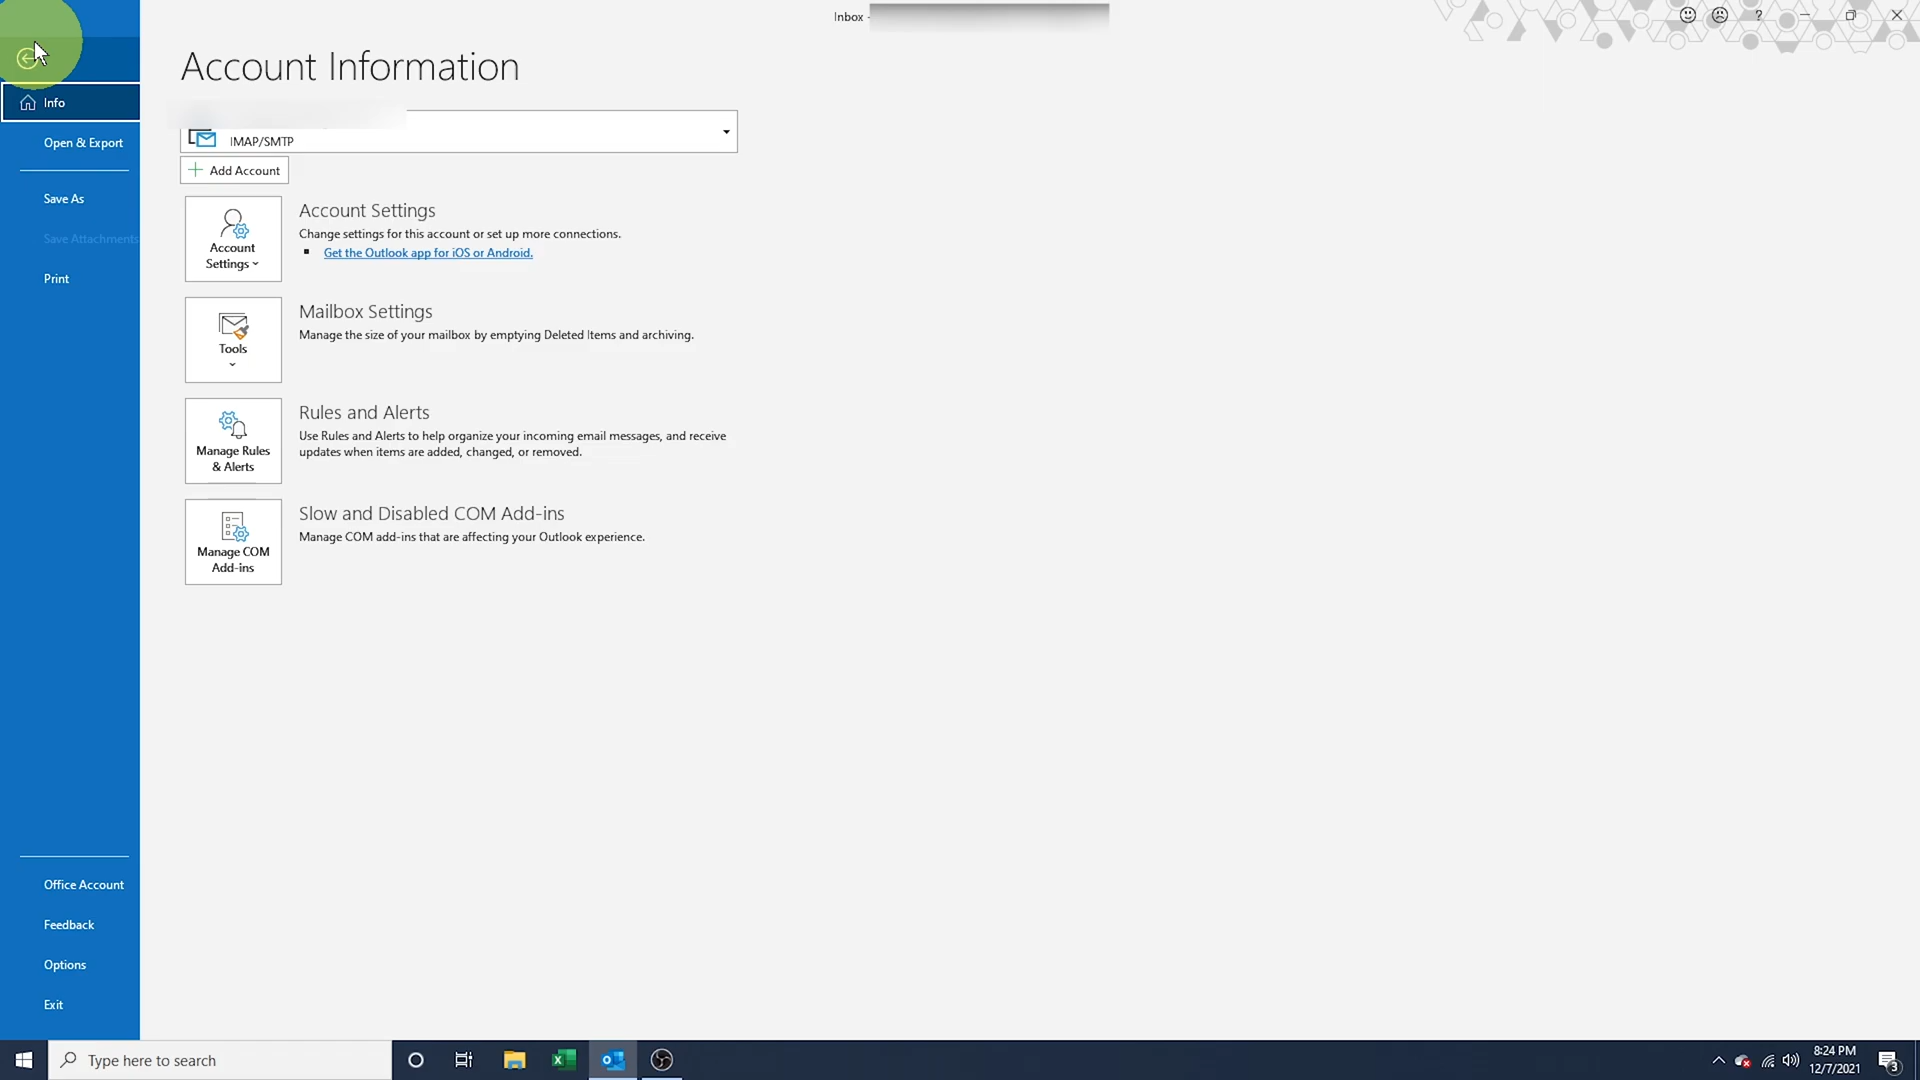 Inbox -
?
Account Information
Info
IMAP/SMTP
Open & Export
Add Account
Save As
Account Settings
Account Settings
Change settings for this account or set up more connections.
Get the Outlook app for iOS or Android.
Save Attachments
Print
Tools
Mailbox Settings
Manage the size of your mailbox by emptying Deleted Items and archiving.
Manage Rules
& Alerts
Rules and Alerts
Use Rules and Alerts to help organize your incoming email messages, and receive
updates when items are added, changed, or removed.
Manage COM
Add-ins
Slow and Disabled COM Add-ins
Manage COM add-ins that are affecting your Outlook experience.
Office Account
Feedback
Options
Exit
Type here to search
8:24 PM
12/7/2021
3